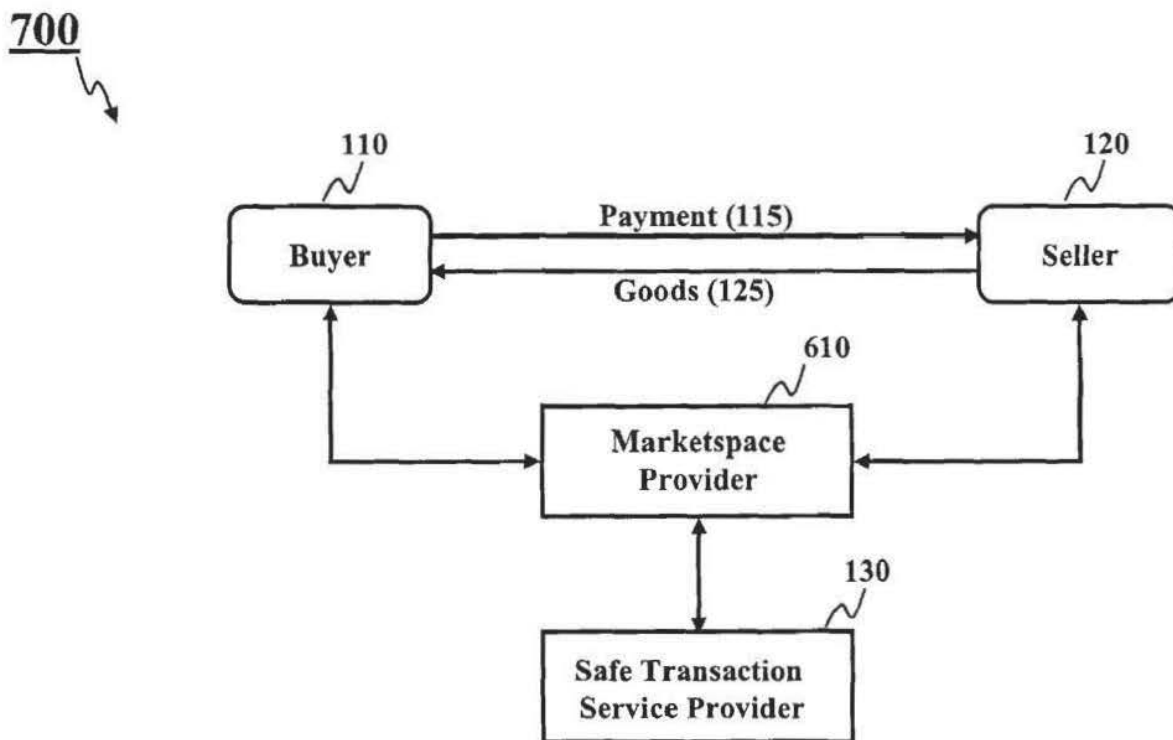 700
110
120
Payment (115)
Buyer
Seller
Goods (125)
610
Marketspace
Provider
130
Safe Transaction
Service Provider